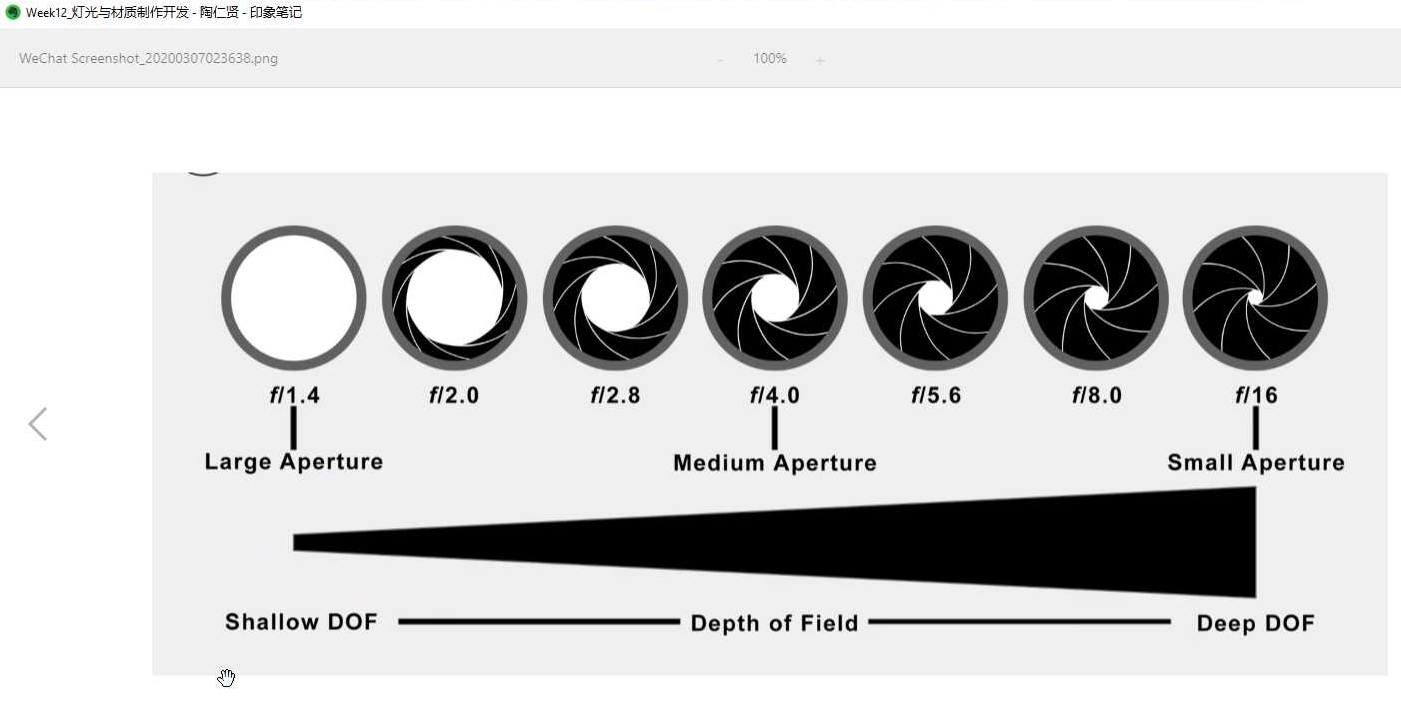 Week12_灯光与材质制作开发 - 陶仁贤 - 印象笔记
WeChat Screenshot_20200307023638.png - 100% +
f/1.4 f/2.0 f/2.8 f/4.0 f/5.6 f/8.0 f/16
Large Aperture Medium Aperture Small Aperture
Shallow DOF Depth of Field Deep DOF